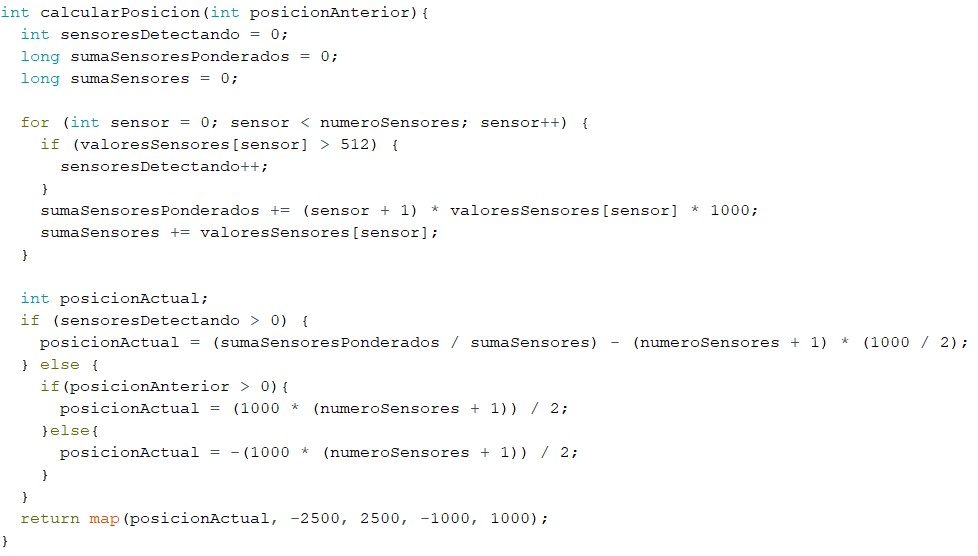 int calcularPosicion(int posicionAnterior){
  int sensoresDetectando = 0;
  long sumaSensoresPonderados = 0;
  long sumaSensores = 0;

  for (int sensor = 0; sensor < numeroSensores; sensor++) {
    if (valoresSensores[sensor] > 512) {
      sensoresDetectando++;
    }
    sumaSensoresPonderados += (sensor + 1) * valoresSensores[sensor] * 1000;
    sumaSensores += valoresSensores[sensor];
  }

  int posicionActual;
  if (sensoresDetectando > 0) {
    posicionActual = (sumaSensoresPonderados / sumaSensores) - (numeroSensores + 1) * (1000 / 2);
  } else {
    if(posicionAnterior > 0){
      posicionActual = (1000 * (numeroSensores + 1)) / 2;
    }else{
      posicionActual = -(1000 * (numeroSensores + 1)) / 2;
    }
  }
  return map(posicionActual, -2500, 2500, -1000, 1000);
}